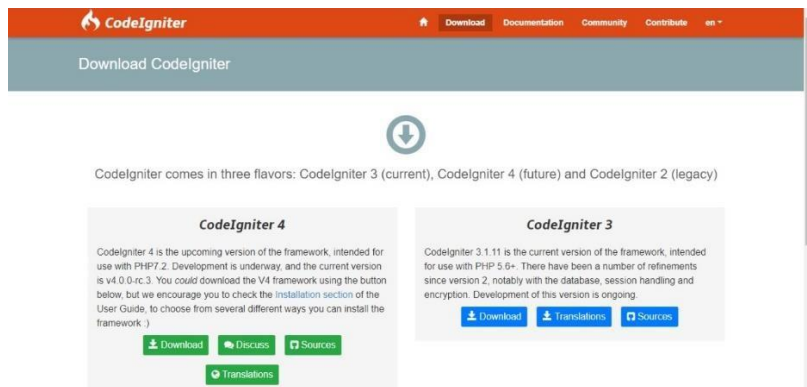 CodeIgniter
Download Documentation Community Contribute en
Download CodeIgniter
CodeIgniter comes in three flavors: CodeIgniter 3 (current), CodeIgniter 4 (future) and CodeIgniter 2 (legacy)
CodeIgniter 4
CodeIgniter 4 is the upcoming version of the framework, intended for
use with PHP7.2. Development is underway, and the current version
is v4.0.0-rc.3. You could download the V4 framework using the button
below, but we encourage you to check the Installation section of the
User Guide, to choose from several different ways you can install the
framework :)
Download Discuss Sources
Translations
CodeIgniter 3
CodeIgniter 3.1.11 is the current version of the framework, intended
for use with PHP 5.6+. There have been a number of refinements
since version 2, notably with the database, session handling and
encryption. Development of this version is ongoing.
Download Translations Sources